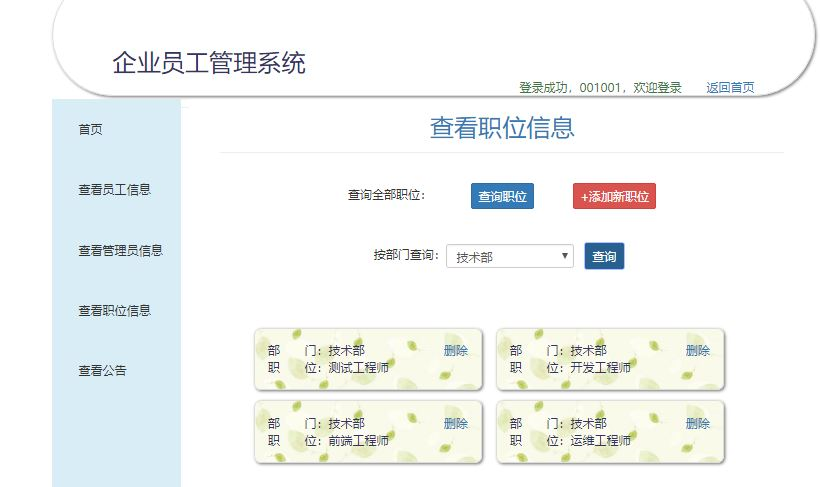 企业员工管理系统
登录成功，001001，欢迎登录 返回首页
首页
查看员工信息
查看管理员信息
查看职位信息
查看公告
查看职位信息
查询全部职位： 查询职位 +添加新职位
按部门查询： 技术部 查询
部 门：技术部 删除
职 位：测试工程师
部 门：技术部 删除
职 位：开发工程师
部 门：技术部 删除
职 位：前端工程师
部 门：技术部 删除
职 位：运维工程师